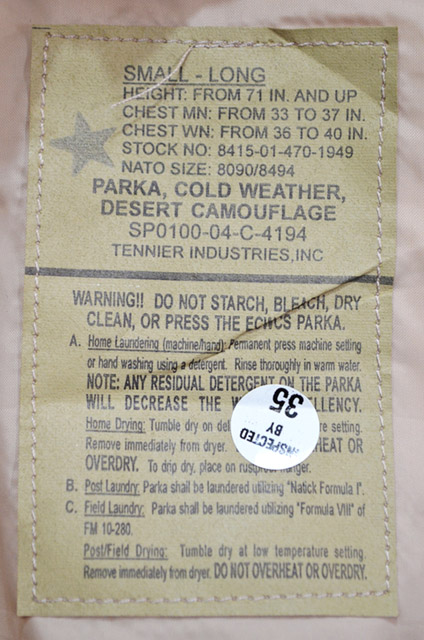 SMALL - LONG
HEIGHT: FROM 71 IN. AND UP
CHEST MN: FROM 33 TO 37 IN.
CHEST WN: FROM 36 TO 40 IN.
STOCK NO: 8415-01-470-1949
NATO SIZE: 8090/8494
PARKA, COLD WEATHER,
DESERT CAMOUFLAGE
SP0100-04-C-4194
TENNIER INDUSTRIES,INC
WARNING!! DO NOT STARCH, BLEACH, DRY
CLEAN, OR PRESS THE ECWCS PARKA.
A. Home Laundering (machine/hand): Permanent press machine setting
or hand washing using a detergent. Rinse thoroughly in warm water.
NOTE: ANY RESIDUAL DETERGENT ON THE PARKA
WILL DECREASE THE
Home Drying: Tumble dry on setting.
Remove immediately from dryer.
OVERDRY. To drip dry, place on rustproof hanger.
INSPECTED
BY
35
B. Post Laundry: Parka shall be laundered utilizing "Natick Formula I".
C. Field Laundry: Parka shall be laundered utilizing "Formula VIII" of
FM 10-280.
Post/Field Drying: Tumble dry at low temperature setting.
Remove immediately from dryer. DO NOT OVERHEAT OR OVERDRY.